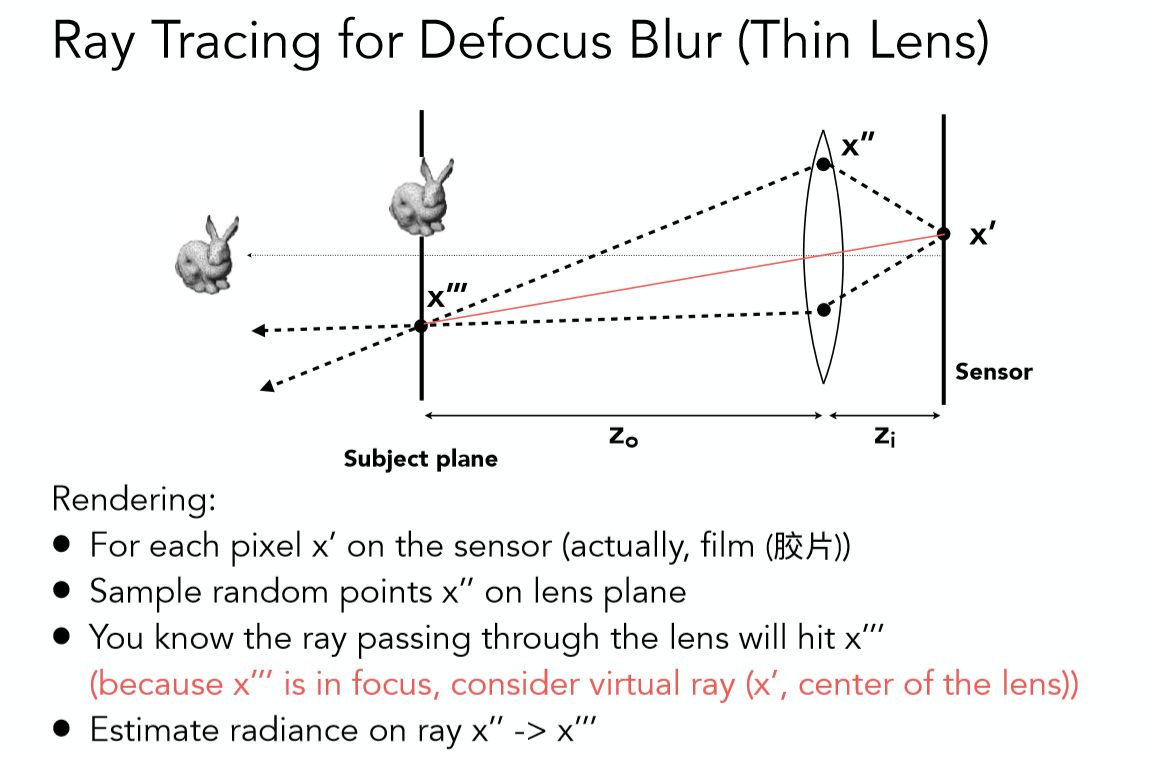 Ray Tracing for Defocus Blur (Thin Lens)
x′′
x′
x′′′
Sensor
zo
zi
Subject plane
Rendering:
● For each pixel x′ on the sensor (actually, film (胶片))
● Sample random points x′′ on lens plane
● You know the ray passing through the lens will hit x′′′
(because x′′′ is in focus, consider virtual ray (x′, center of the lens))
● Estimate radiance on ray x′′ -> x′′′